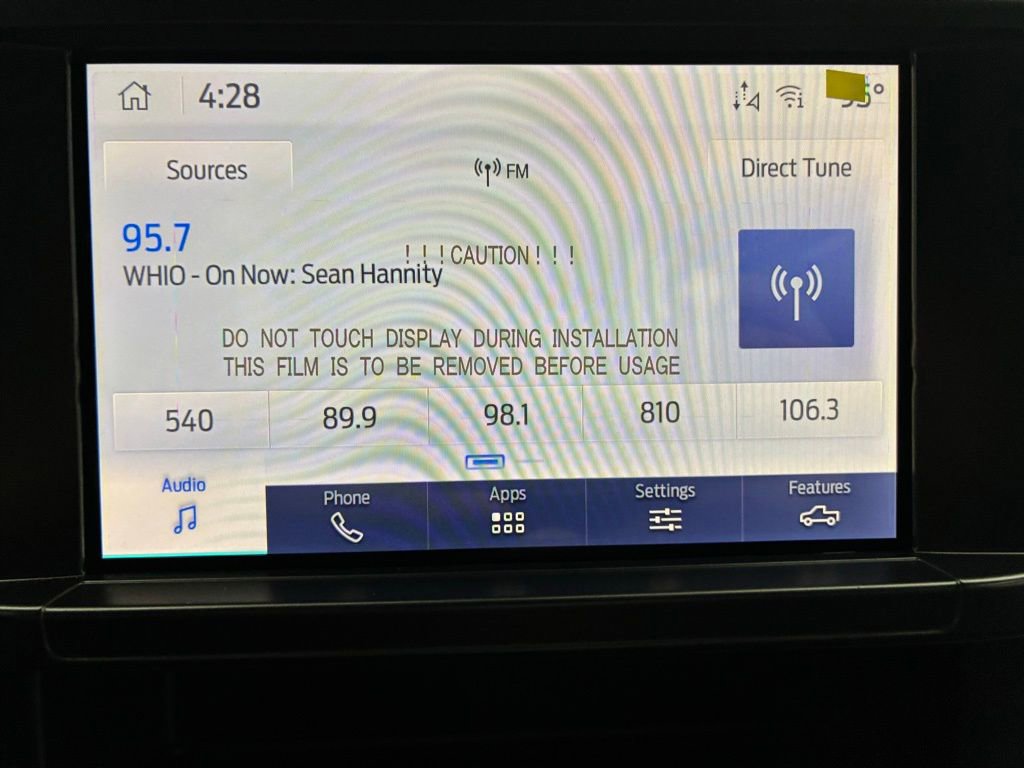 4:28
Sources
FM
Direct Tune
95.7
! ! ! CAUTION ! ! !
WHIO - On Now: Sean Hannity
DO NOT TOUCH DISPLAY DURING INSTALLATION
THIS FILM IS TO BE REMOVED BEFORE USAGE
540 89.9 98.1 810 106.3
Audio Phone Apps Settings Features